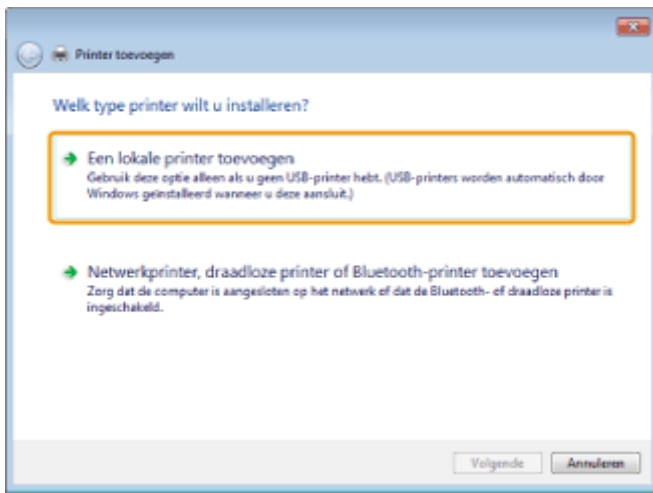 Printer toevoegen
Welk type printer wilt u installeren?
Een lokale printer toevoegen
Gebruik deze optie alleen als u geen USB-printer hebt. (USB-printers worden automatisch door
Windows geïnstalleerd wanneer u deze aansluit.)
Netwerkprinter, draadloze printer of Bluetooth-printer toevoegen
Zorg dat de computer is aangesloten op het netwerk of dat de Bluetooth- of draadloze printer is
ingeschakeld.
Volgende Annuleren